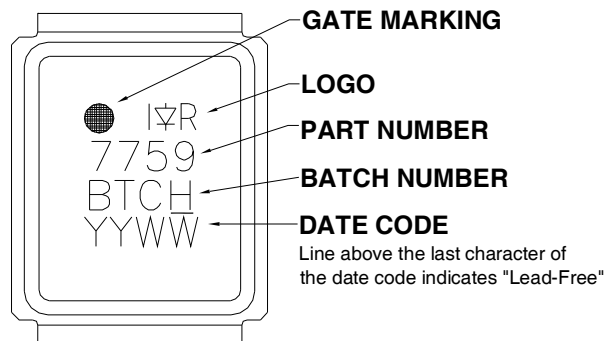 GATE MARKING
LOGO
IR
PART NUMBER
7759
BATCH NUMBER
BTCH
DATE CODE
YYWW
Line above the last character of
the date code indicates "Lead-Free"